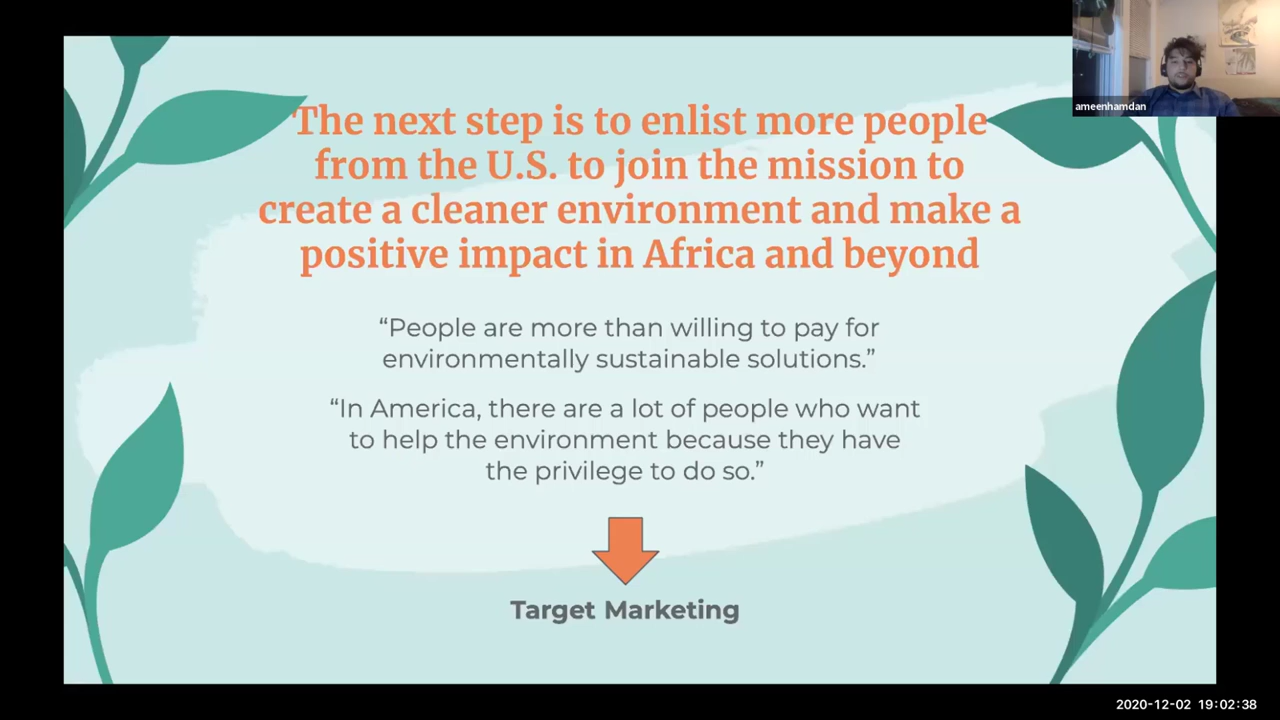 ameenhamdan
The next step is to enlist more people
from the U.S. to join the mission to
create a cleaner environment and make a
positive impact in Africa and beyond
“People are more than willing to pay for
environmentally sustainable solutions.”
“In America, there are a lot of people who want
to help the environment because they have
the privilege to do so.”
Target Marketing
2020-12-02 19:02:38